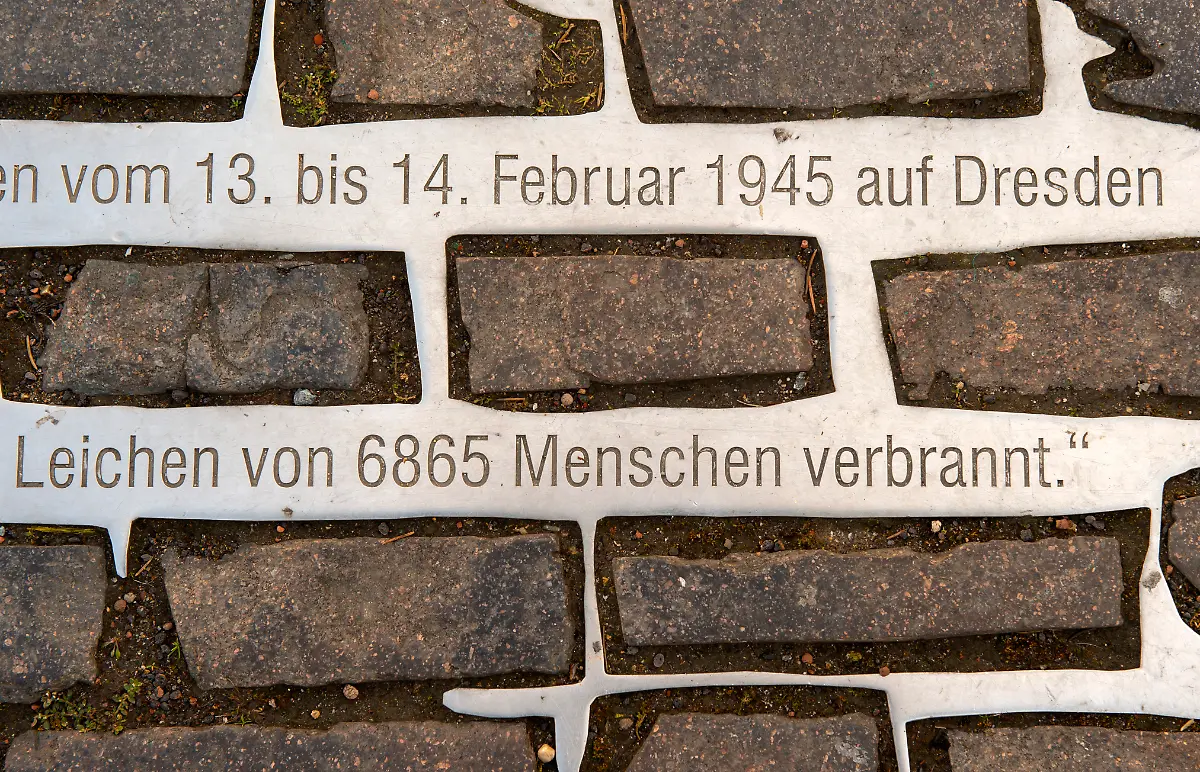 en vom 13. bis 14. Februar 1945 auf Dresden
Leichen von 6865 Menschen verbrannt.“